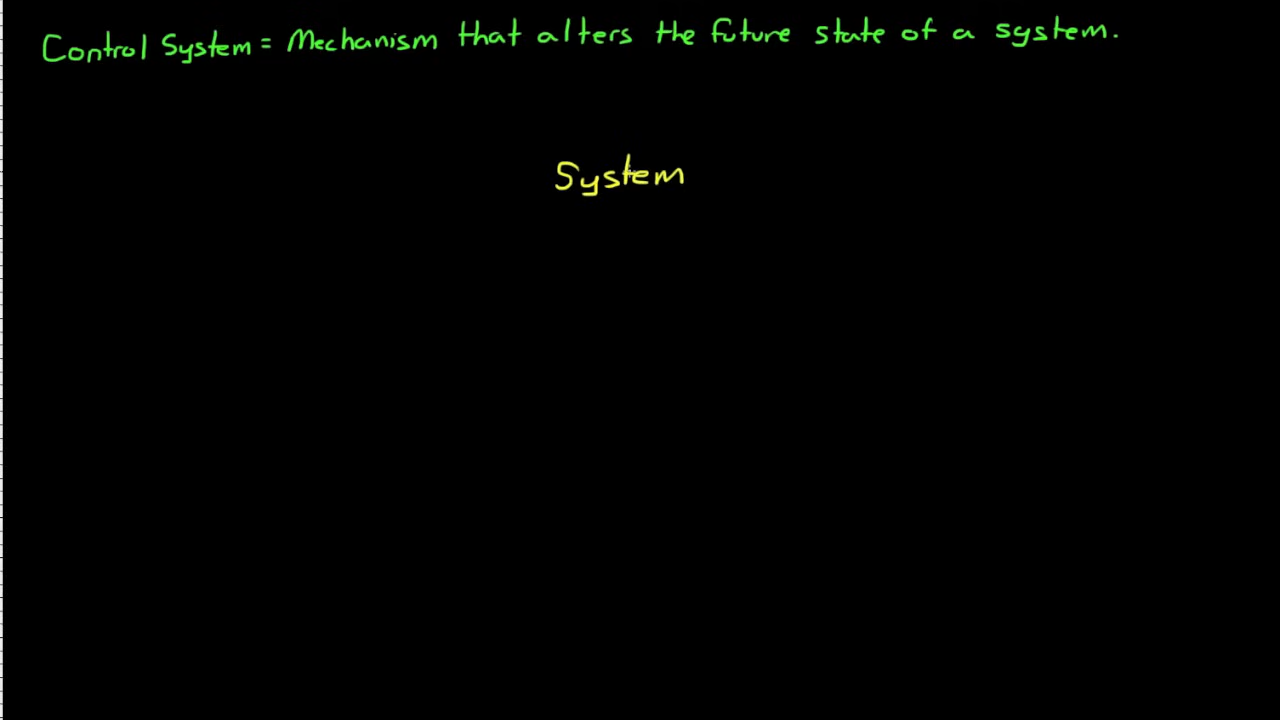 Control System = Mechanism that alters the future state of a system.
System